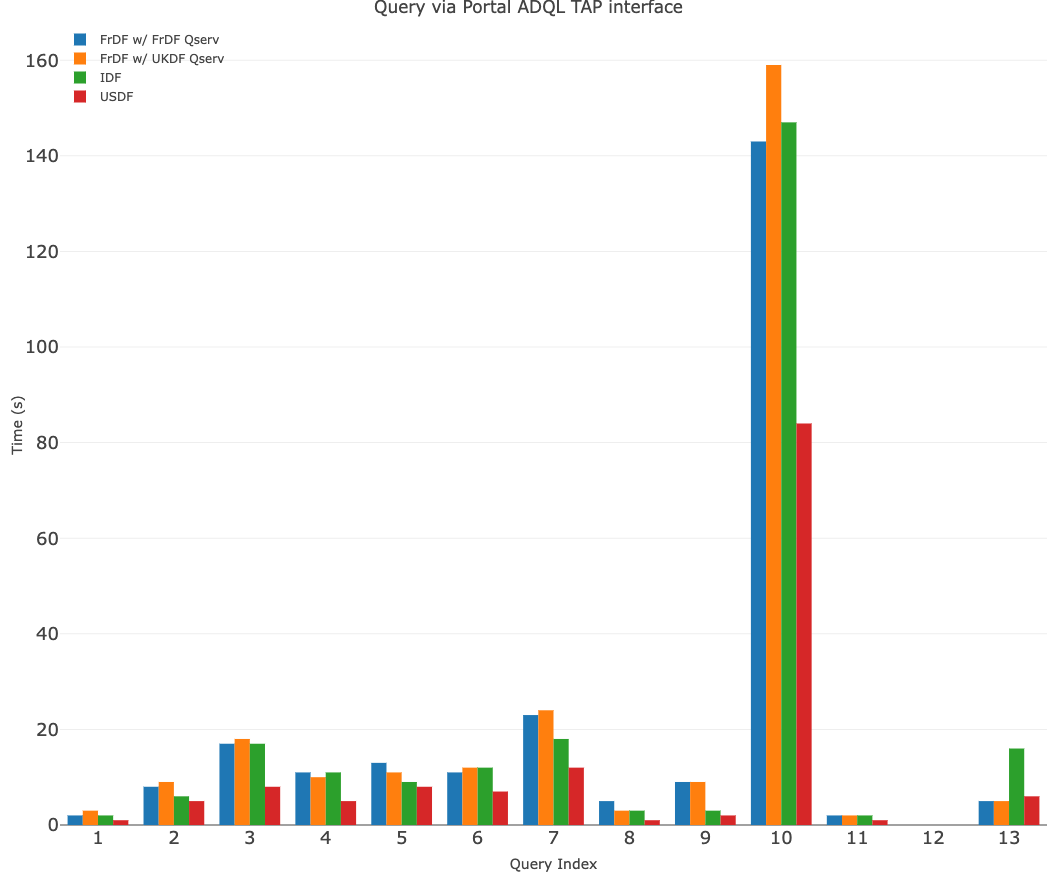 Query via Portal ADQL TAP interface
FrDF w/ FrDF Qserv
FrDF w/ UKDF Qserv
IDF
USDF
160
140
120
100
80
60
40
20
0
Time (s)
1 2 3 4 5 6 7 8 9 10 11 12 13
Query Index